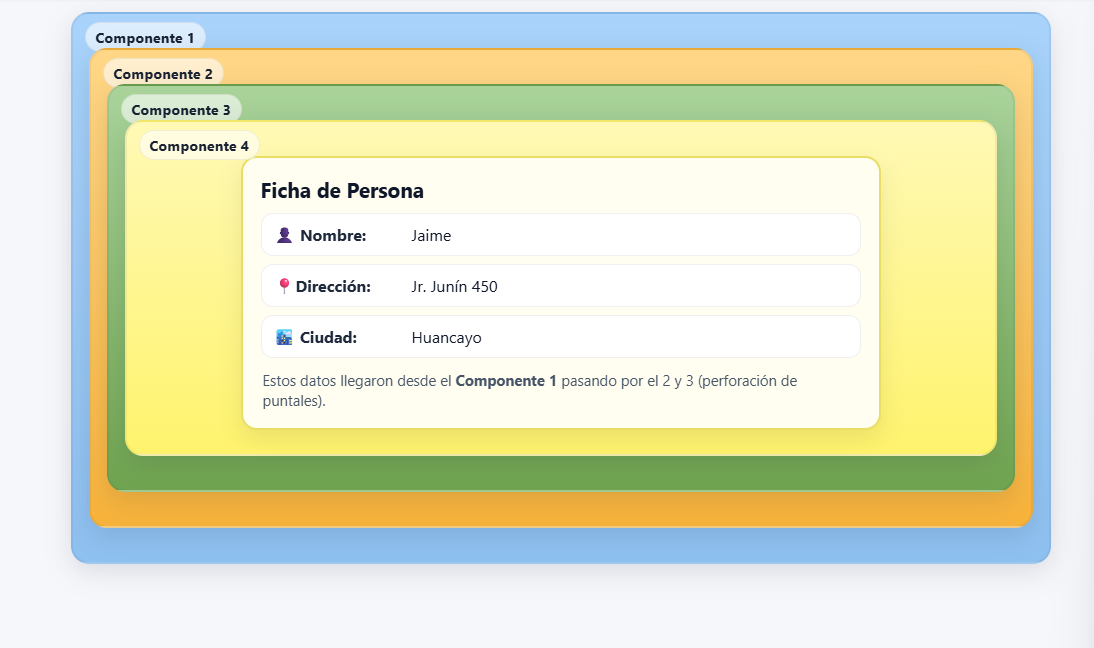 Componente 1
Componente 2
Componente 3
Componente 4
Ficha de Persona
Nombre: Jaime
Dirección: Jr. Junín 450
Ciudad: Huancayo
Estos datos llegaron desde el Componente 1 pasando por el 2 y 3 (perforación de
puntales).